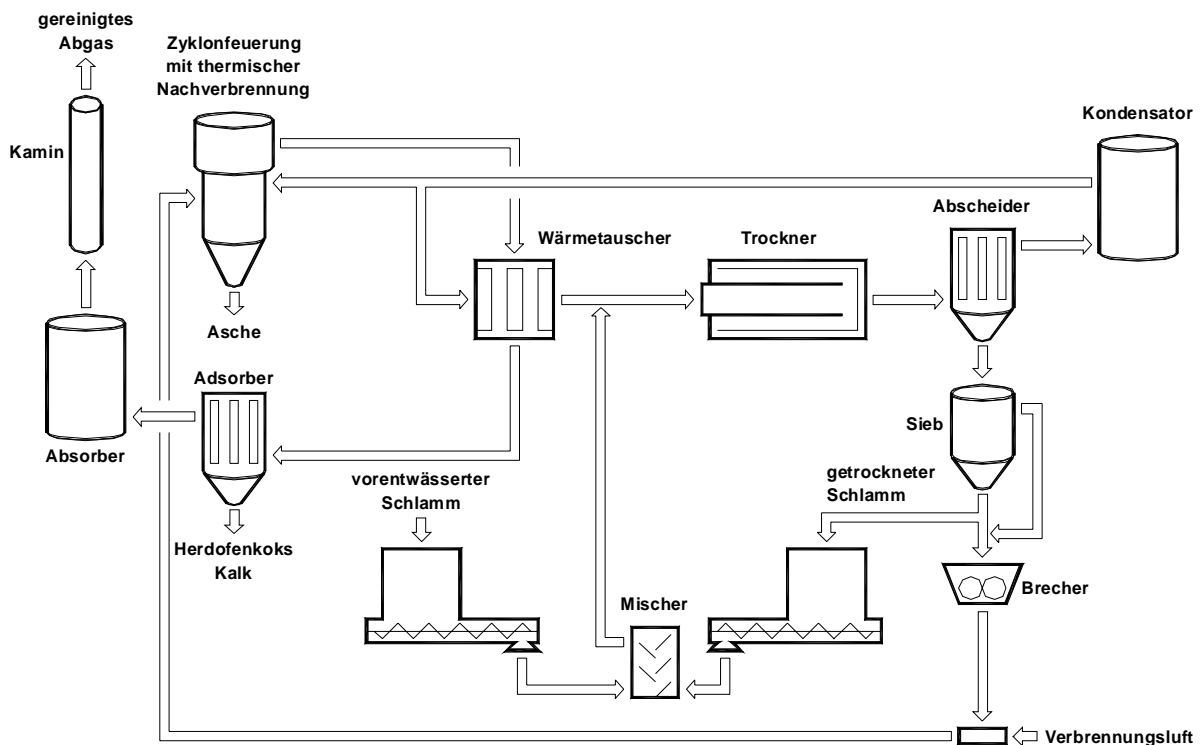 gereinigtes
Abgas
Zyklonfeuerung
mit thermischer
Nachverbrennung
Kondensator
Kamin
Abscheider
Wärmetauscher
Trockner
Asche
Adsorber
Sieb
Absorber
vorentwässerter
Schlamm
getrockneter
Schlamm
Herdofenkoks
Kalk
Brecher
Mischer
Verbrennungsluft